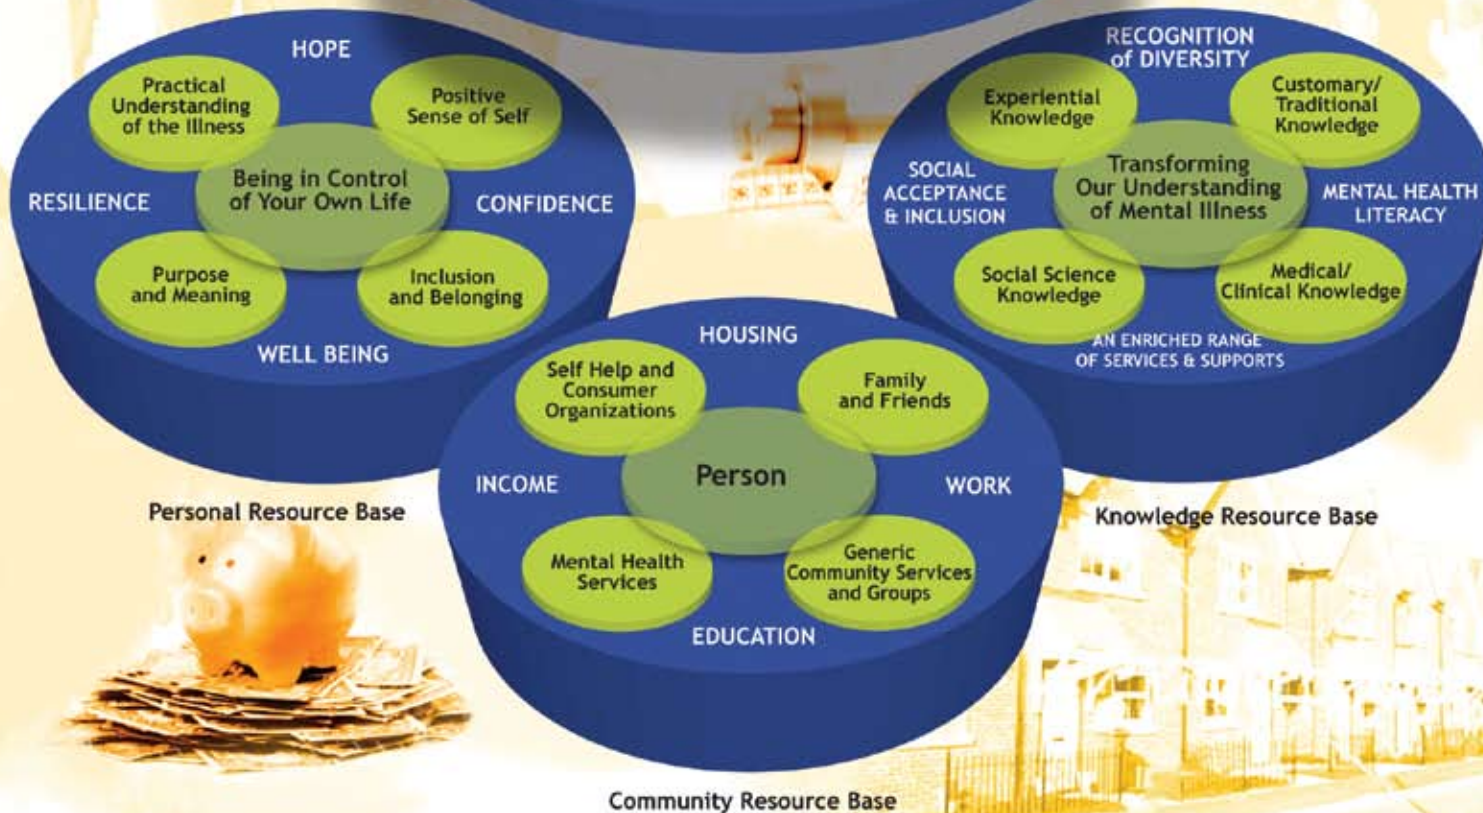 HOPE
Practical
Understanding
of the Illness
Positive
Sense of Self
Being in Control
of Your Own Life
RESILIENCE
CONFIDENCE
Purpose
and Meaning
Inclusion
and Belonging
WELL BEING
Personal Resource Base
RECOGNITION
of DIVERSITY
Experiential
Knowledge
Customary/
Traditional
Knowledge
SOCIAL
ACCEPTANCE
& INCLUSION
Transforming
Our Understanding
of Mental Illness
MENTAL HEALTH
LITERACY
Social Science
Knowledge
Medical/
Clinical Knowledge
AN ENRICHED RANGE
OF SERVICES & SUPPORTS
Knowledge Resource Base
HOUSING
Self Help and
Consumer
Organizations
Family
and Friends
INCOME
Person
WORK
Mental Health
Services
Generic
Community Services
and Groups
EDUCATION
Community Resource Base